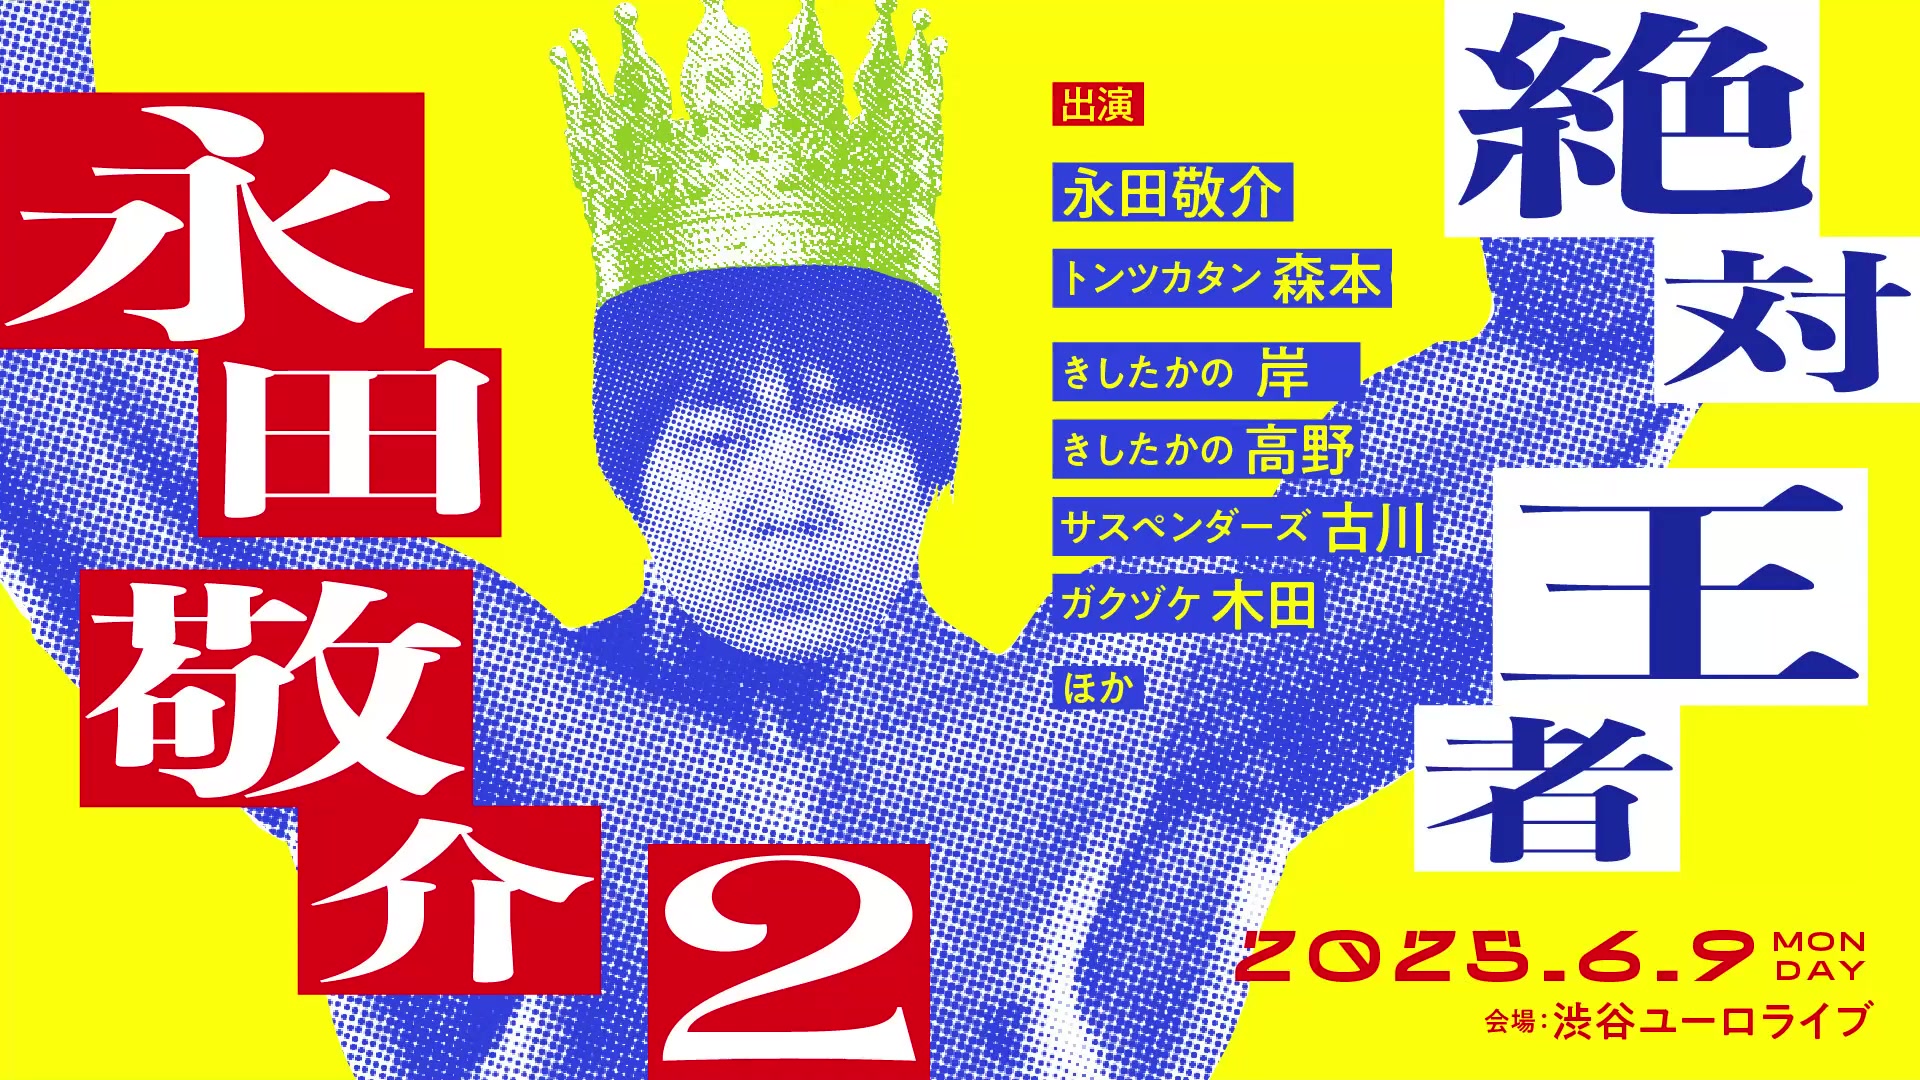 絶対王者
永田敬介2
出演
永田敬介
トンツカタン 森本
きしたかの 岸
きしたかの 高野
サスペンダーズ 古川
ガクヅケ 木田
ほか
2025.6.9 MON DAY
会場:渋谷ユーロライブ